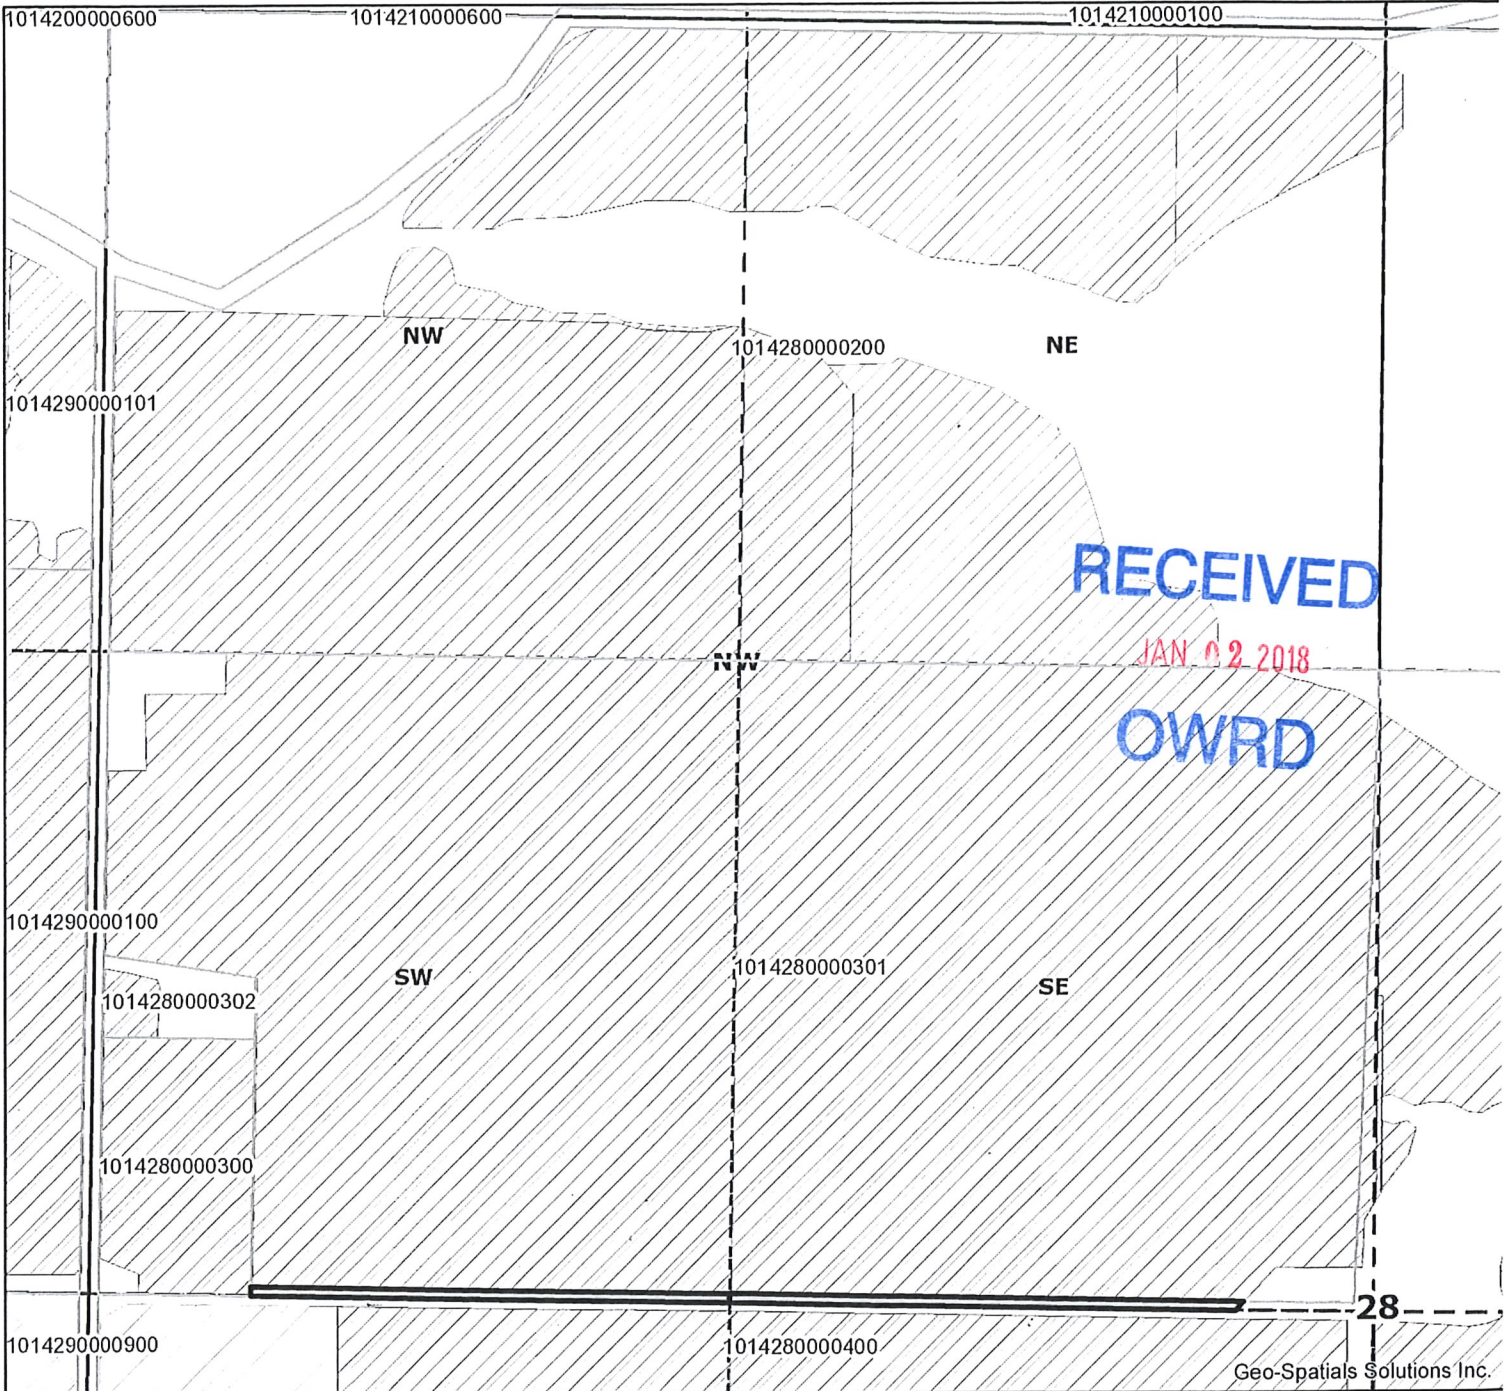 1014200000600
1014210000600
1014210000100
NW
1014280000200
NE
1014290000101
RECEIVED
JAN 02 2018
NW
OWRD
1014290000100
SW
1014280000301
SE
1014280000302
1014280000300
28
1014290000900
1014280000400
Geo-Spatials Solutions Inc.